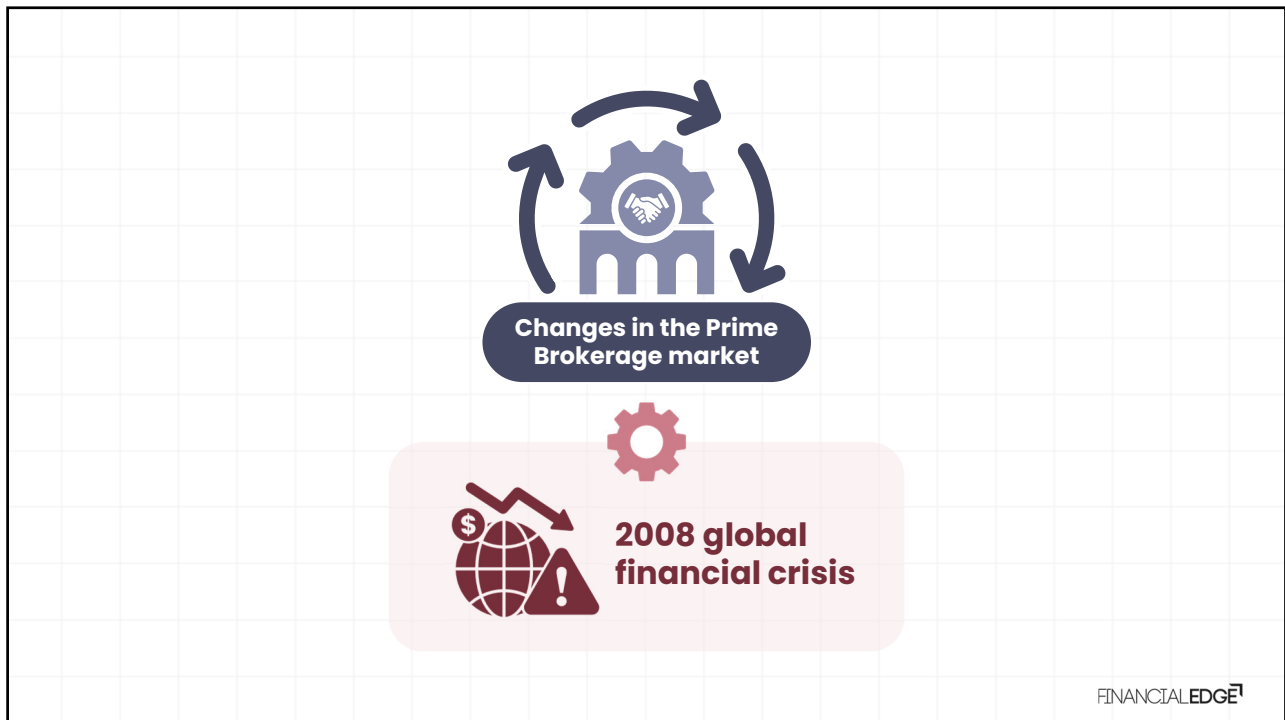 Changes in the Prime
Brokerage market
$
!
2008 global
financial crisis
FINANCIALEDGE